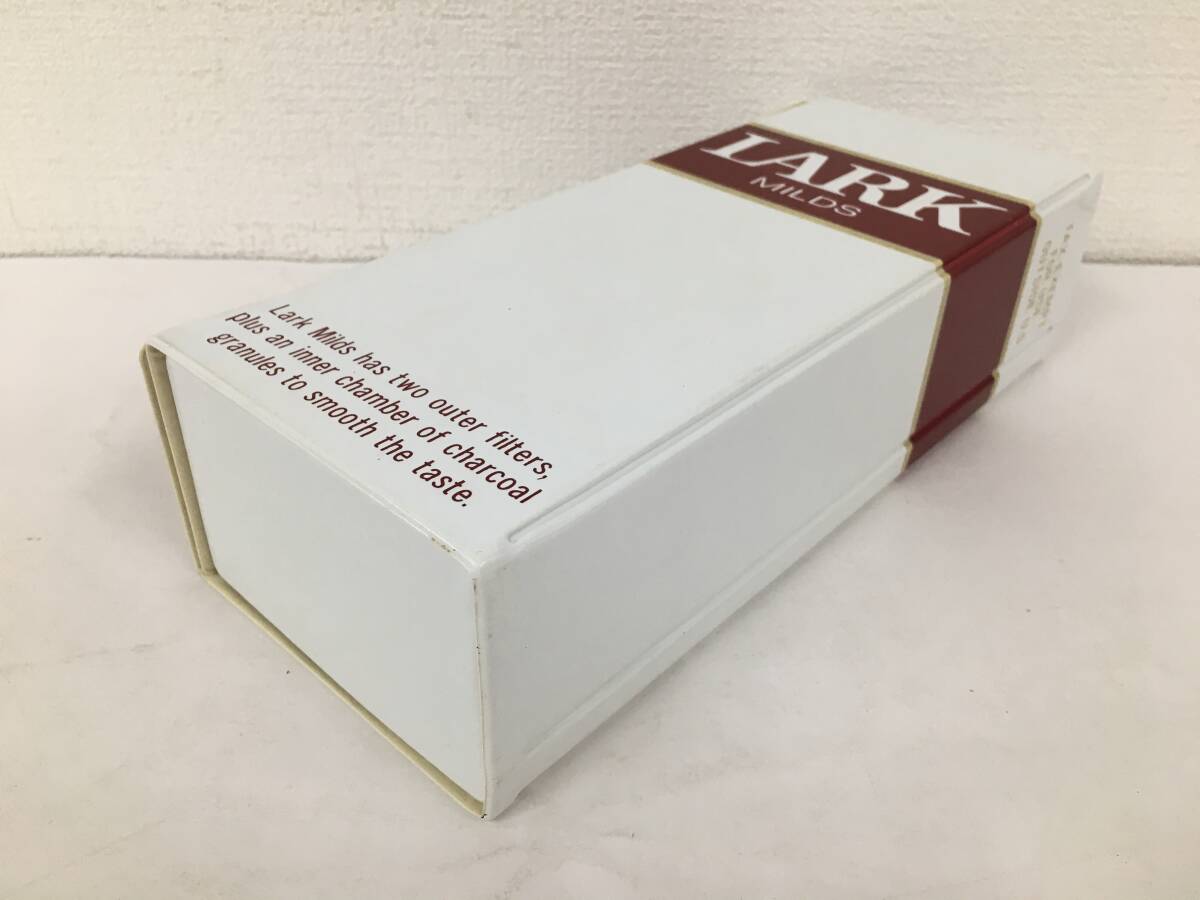 LARK
MILDS
Lark Milds has two outer filters,
plus an inner chamber of charcoal
granules to smooth the taste.